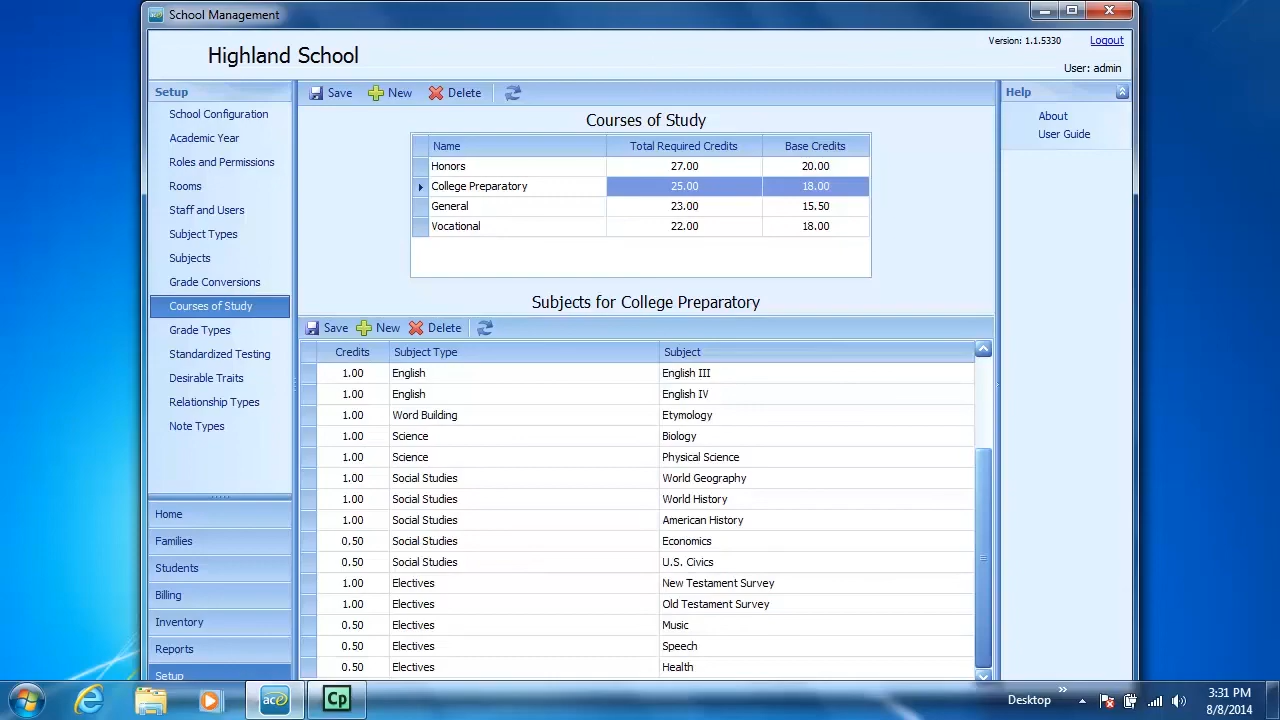 School Management
Highland School
Version: 1.1.5330
Logout
User: admin
Setup
School Configuration
Academic Year
Roles and Permissions
Rooms
Staff and Users
Subject Types
Subjects
Grade Conversions
Courses of Study
Grade Types
Standardized Testing
Desirable Traits
Relationship Types
Note Types
Home
Families
Students
Billing
Inventory
Reports
Setup
Save New Delete
Courses of Study
Name Total Required Credits Base Credits
Honors 27.00 20.00
College Preparatory 25.00 18.00
General 23.00 15.50
Vocational 22.00 18.00
Subjects for College Preparatory
Save New Delete
Credits Subject Type Subject
1.00 English English III
1.00 English English IV
1.00 Word Building Etymology
1.00 Science Biology
1.00 Science Physical Science
1.00 Social Studies World Geography
1.00 Social Studies World History
1.00 Social Studies American History
0.50 Social Studies Economics
0.50 Social Studies U.S. Civics
1.00 Electives New Testament Survey
1.00 Electives Old Testament Survey
0.50 Electives Music
0.50 Electives Speech
0.50 Electives Health
Help
About
User Guide
ace
Cp
Desktop
3:31 PM
8/8/2014